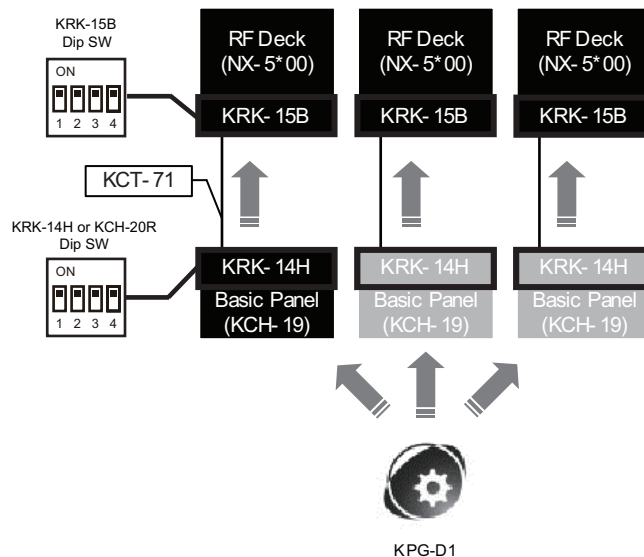 KRK-15B
Dip SW
ON
1 2 3 4
RF Deck
(NX- 5*00)
KRK- 15B
RF Deck
(NX- 5*00)
KRK- 15B
RF Deck
(NX- 5*00)
KRK- 15B
KCT- 71
KRK-14H or KCH-20R
Dip SW
ON
1 2 3 4
KRK- 14H
Basic Panel
(KCH- 19)
KRK- 14H
Basic Panel
(KCH- 19)
KRK- 14H
Basic Panel
(KCH- 19)
KPG-D1